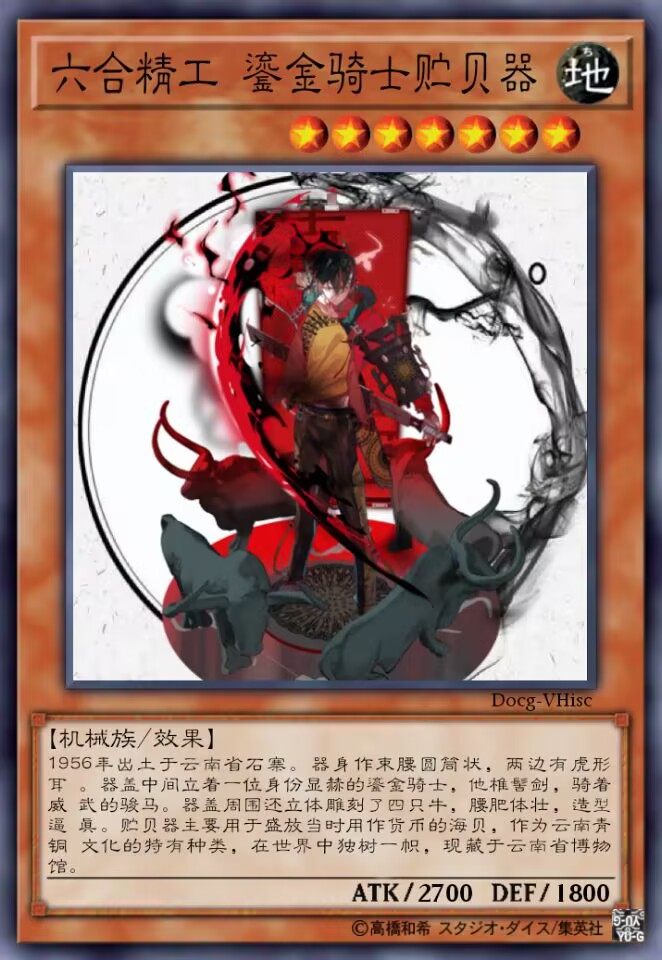 六合精工 鎏金骑士贮贝器
ち
地
Docg-VHisc
【机械族/效果】
1956年出土于云南省石寨。器身作束腰圆筒状，两边有虎形
耳 。器盖中间立着一位身份显赫的鎏金骑士，他椎髻剑，骑着
威 武的骏马。器盖周围还立体雕刻了四只牛，腰肥体壮，造型
逼 真。贮贝器主要用于盛放当时用作货币的海贝，作为云南青
铜 文化的特有种类，在世界中独树一帜，现藏于云南省博物
馆。
ATK/2700 DEF/1800
©高橋和希 スタジオ・ダイス/集英社